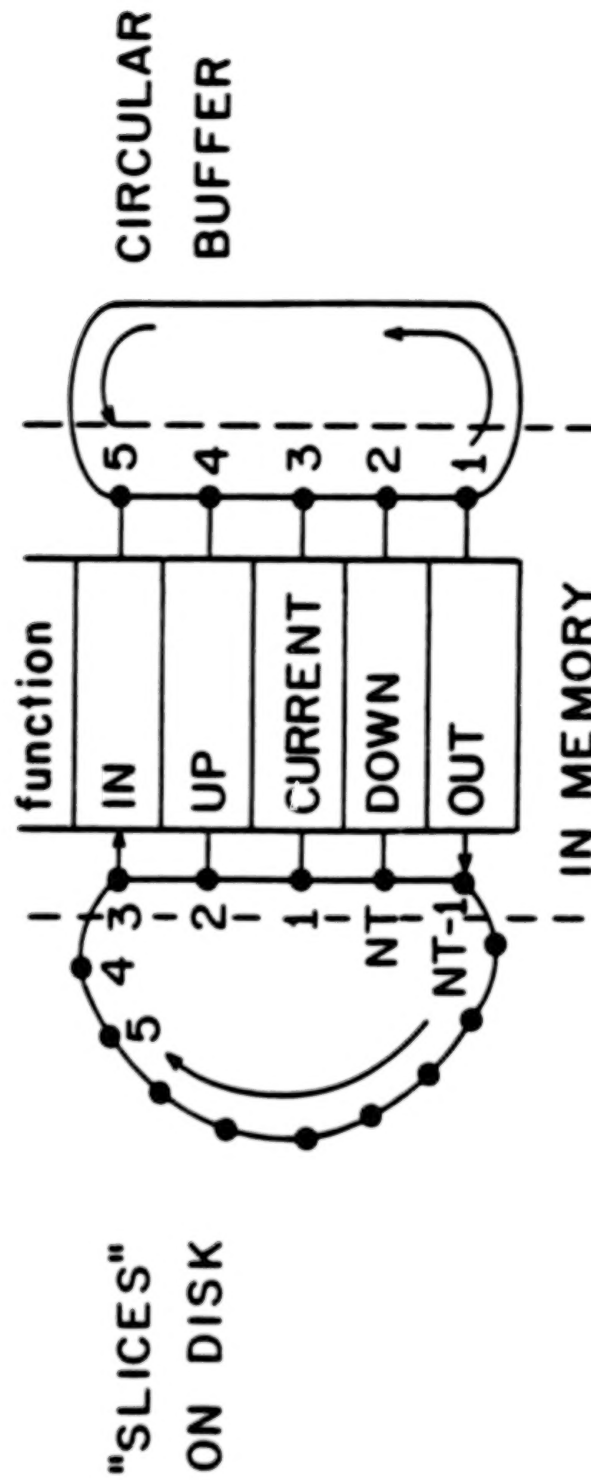 "SLICES"
ON DISK
5
4
3
2
1
NT
NT-1
function
IN
UP
CURRENT
DOWN
OUT
IN MEMORY
5
4
3
2
1
CIRCULAR
BUFFER